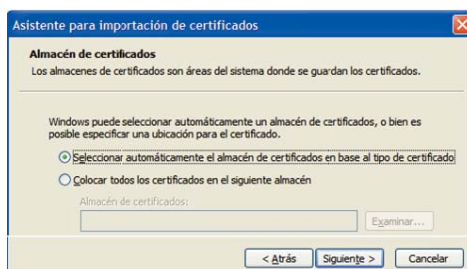 Asistente para importación de certificados
Almacén de certificados
Los almacenes de certificados son áreas del sistema donde se guardan los certificados.
Windows puede seleccionar automáticamente un almacén de certificados, o bien es
posible especificar una ubicación para el certificado.
Seleccionar automáticamente el almacén de certificados en base al tipo de certificado
Colocar todos los certificados en el siguiente almacén
Almacén de certificados:
Examinar...
< Atrás Siguiente > Cancelar